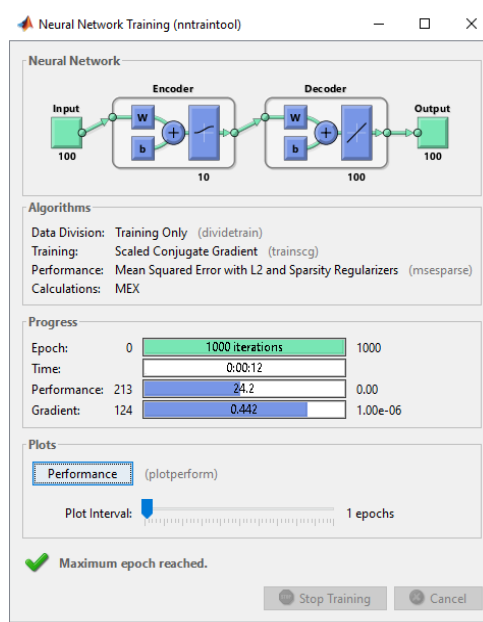 Neural Network Training (nntraintool)
Neural Network
Encoder Decoder
Input Output
W W
b b
100 100
10 100
Algorithms
Data Division: Training Only (dividetrain)
Training: Scaled Conjugate Gradient (trainscg)
Performance: Mean Squared Error with L2 and Sparsity Regularizers (msesparse)
Calculations: MEX
Progress
Epoch: 0 1000 iterations 1000
Time: 0:00:12
Performance: 213 24.2 0.00
Gradient: 124 0.442 1.00e-06
Plots
Performance (plotperform)
Plot Interval: 1 epochs
Maximum epoch reached.
Stop Training Cancel